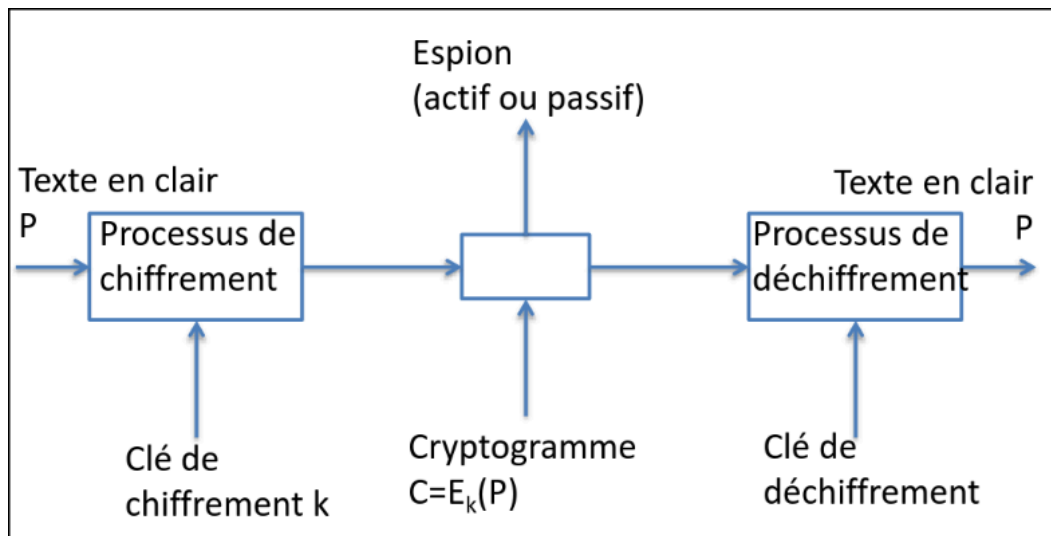 Espion
(actif ou passif)
Texte en clair
P
Texte en clair
P
Processus de
chiffrement
Processus de
déchiffrement
Clé de
chiffrement k
Cryptogramme
C=Eₖ(P)
Clé de
déchiffrement